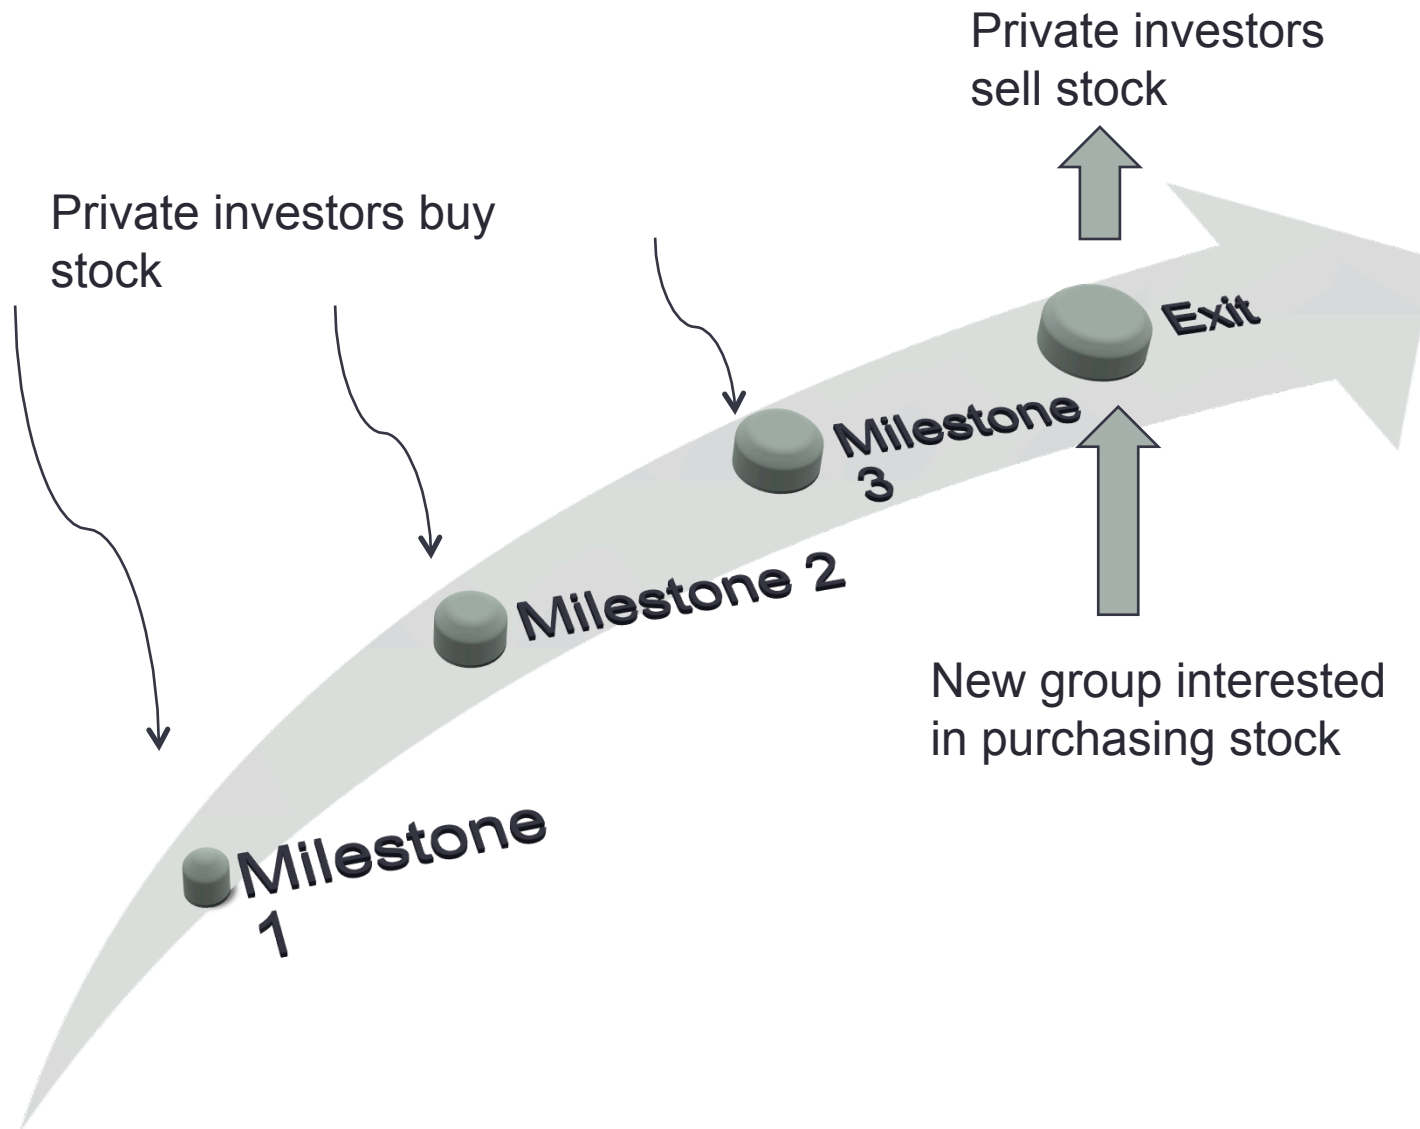 Private investors
sell stock
Private investors buy
stock
Exit
Milestone
3
Milestone 2
New group interested
in purchasing stock
Milestone
1